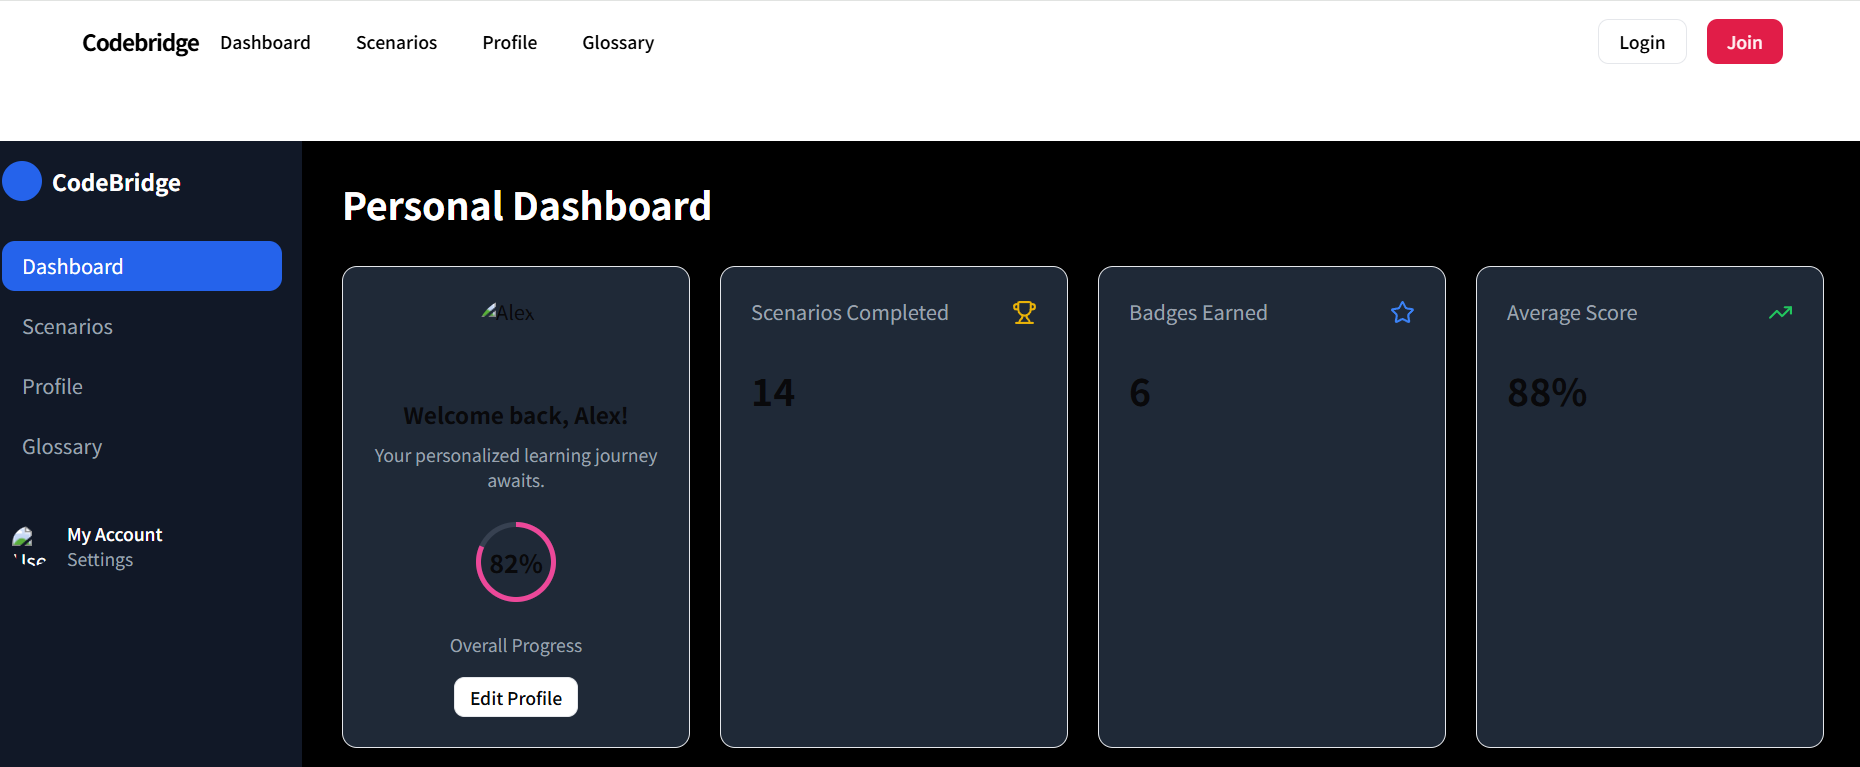 Codebridge Dashboard Scenarios Profile Glossary Login Join
CodeBridge
Dashboard
Scenarios
Profile
Glossary
My Account
Settings
Personal Dashboard
Alex
Welcome back, Alex!
Your personalized learning journey
awaits.
82%
Overall Progress
Edit Profile
Scenarios Completed
14
Badges Earned
6
Average Score
88%